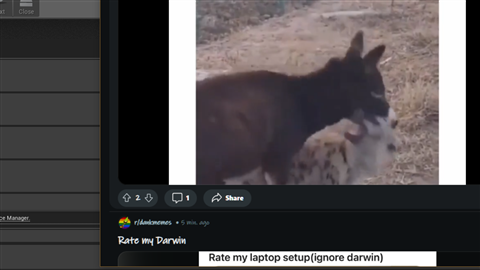 Close
2
1
Share
ce Manager.
r/dankmemes • 5 min. ago
Rate my Darwin
Rate my laptop setup(ignore darwin)